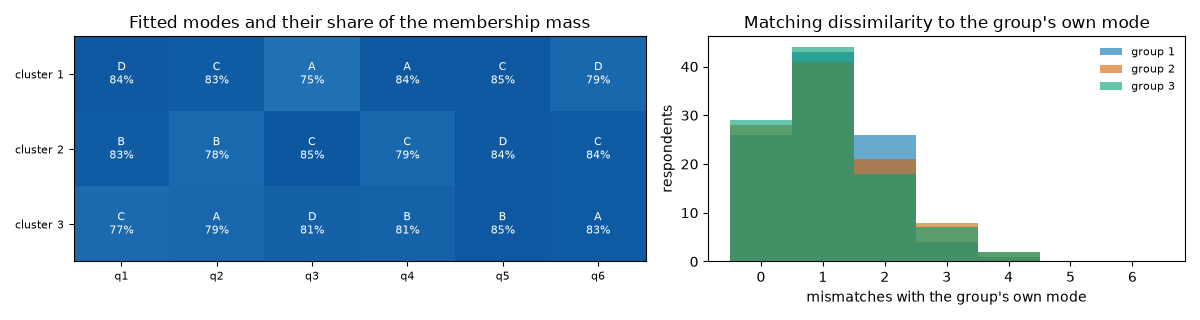 Fitted modes and their share of the membership mass
cluster 1
D C A A C D
84% 83% 75% 84% 85% 79%
cluster 2
B B C C D C
83% 78% 85% 79% 84% 84%
cluster 3
C A D B B A
77% 79% 81% 81% 85% 83%
q1 q2 q3 q4 q5 q6
Matching dissimilarity to the group's own mode
group 1
group 2
group 3
respondents
40
30
20
10
0
0 1 2 3 4 5 6
mismatches with the group's own mode